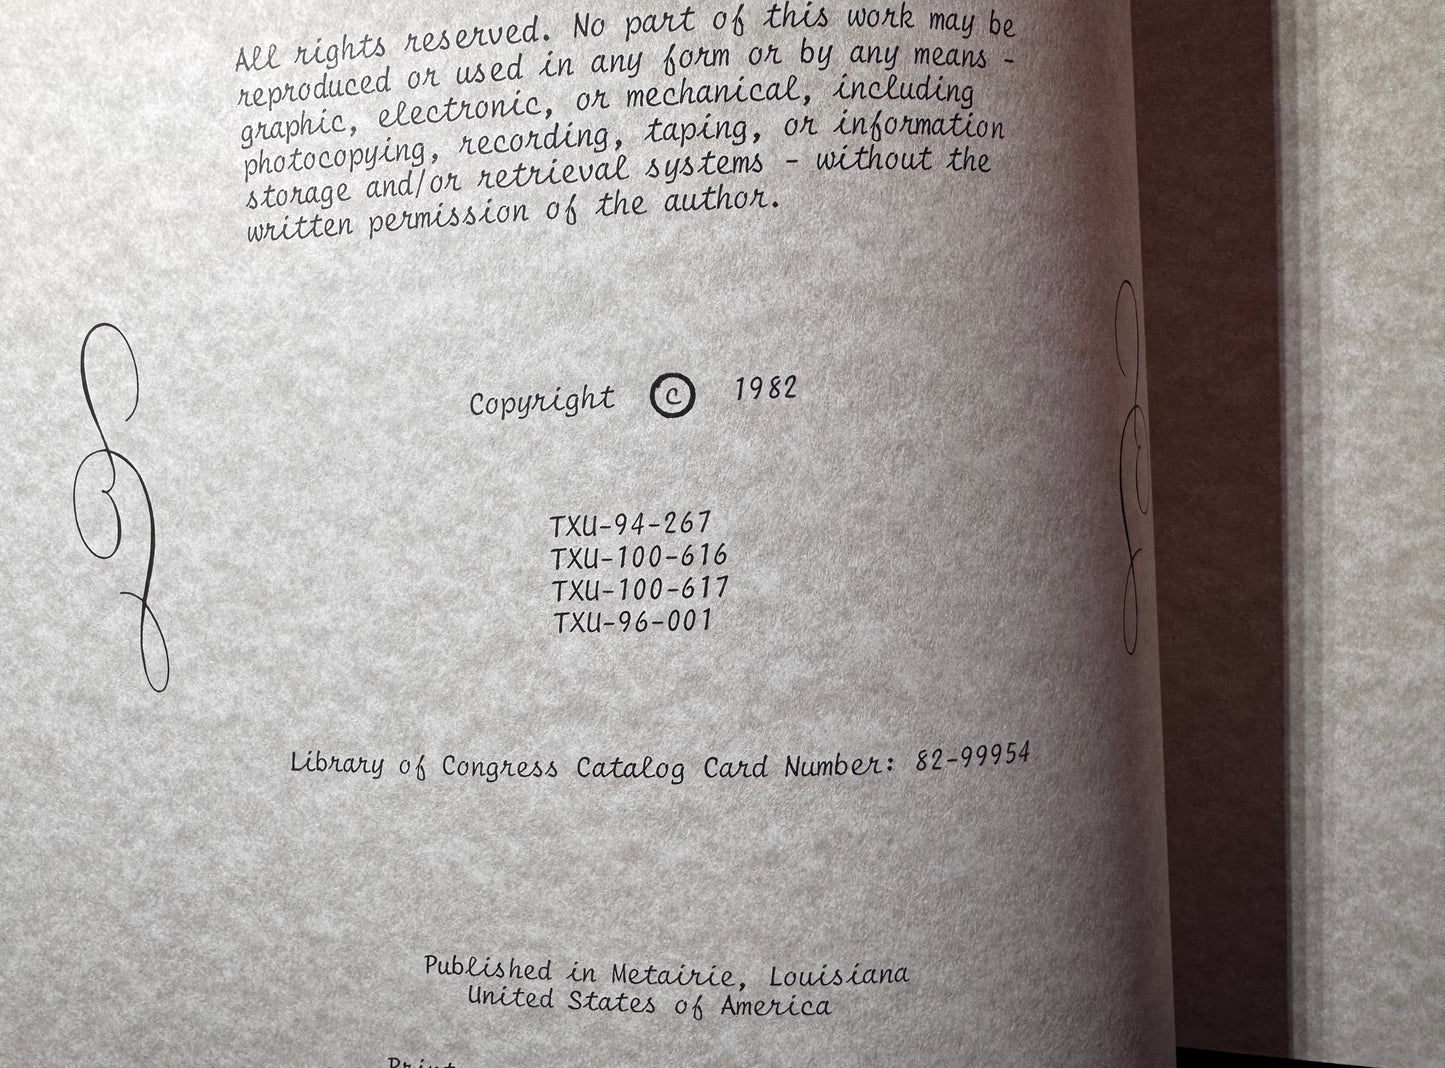 All rights reserved. No part of this work may be
reproduced or used in any form or by any means -
graphic, electronic, or mechanical, including
photocopying, recording, taping, or information
storage and/or retrieval systems - without the
written permission of the author.
Copyright © 1982
TXU-94-267
TXU-100-616
TXU-100-617
TXU-96-001
Library of Congress Catalog Card Number: 82-99954
Published in Metairie, Louisiana
United States of America